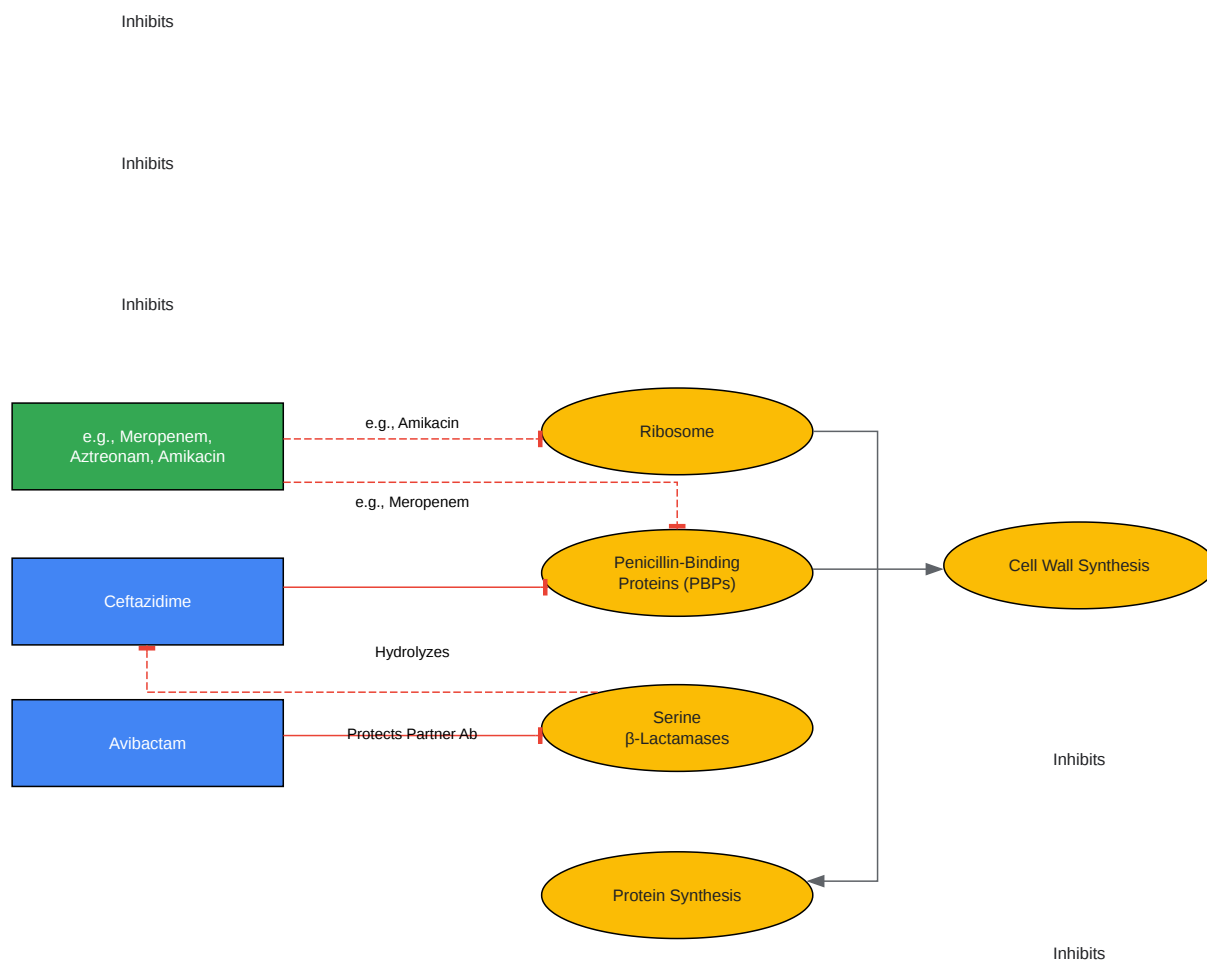 Inhibits
Inhibits
Inhibits
e.g., Meropenem,
Aztreonam, Amikacin
e.g., Amikacin
Ribosome
e.g., Meropenem
Penicillin-Binding
Proteins (PBPs)
Cell Wall Synthesis
Ceftazidime
Hydrolyzes
Serine
β-Lactamases
Avibactam
Protects Partner Ab
Inhibits
Protein Synthesis
Inhibits